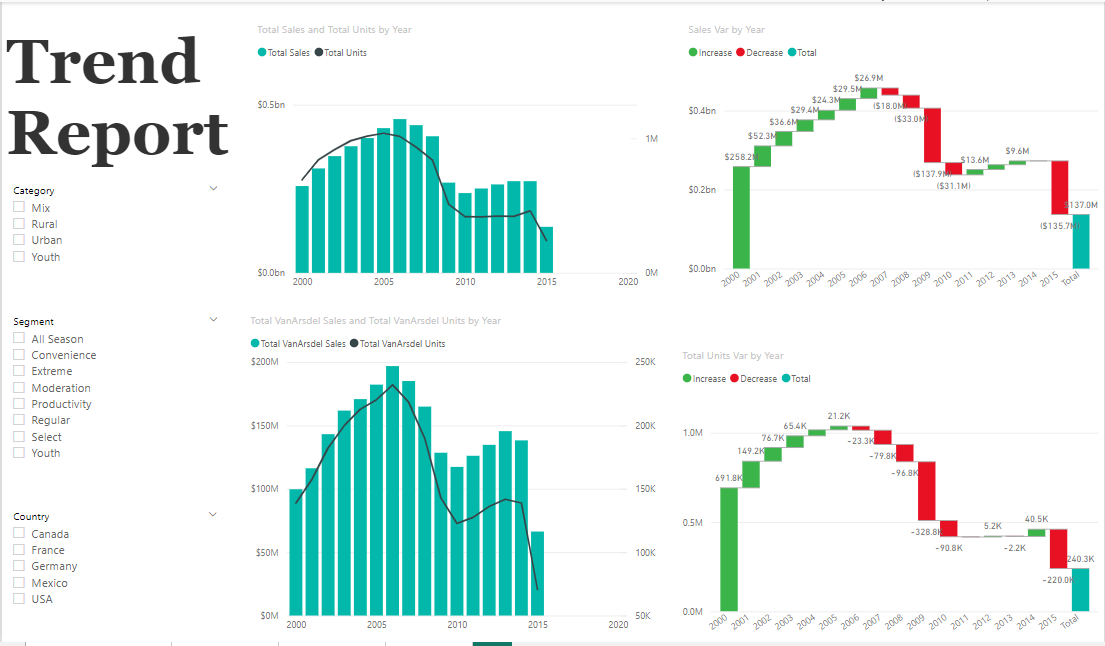 Trend
Report
Category
Mix
Rural
Urban
Youth
Segment
All Season
Convenience
Extreme
Moderation
Productivity
Regular
Select
Youth
Country
Canada
France
Germany
Mexico
USA
Total Sales and Total Units by Year
Total Sales Total Units
$0.5bn
1M
$0.0bn 0M
2000 2005 2010 2015 2020
Sales Var by Year
Increase Decrease Total
$26.9M
$29.5M
$24.3M
($18.0M)
$29.4M
$0.4bn
$36.6M
($33.0M)
$52.3M
$9.6M
$258.2M
$13.6M
($137.9M)
($31.1M)
$0.2bn
$137.0M
($135.7M)
$0.0bn
2000 2001 2002 2003 2004 2005 2006 2007 2008 2009 2010 2011 2012 2013 2014 2015 Total
Total VanArsdel Sales and Total VanArsdel Units by Year
Total VanArsdel Sales Total VanArsdel Units
$200M 250K
$150M 200K
$100M 150K
$50M 100K
$0M 50K
2000 2005 2010 2015 2020
Total Units Var by Year
Increase Decrease Total
21.2K
65.4K
1.0M
76.7K
-23.3K
149.2K
-79.8K
-96.8K
691.8K
0.5M
40.5K
5.2K
-328.8K
-90.8K
-2.2K
240.3K
-220.0K
0.0M
2000 2001 2002 2003 2004 2005 2006 2007 2008 2009 2010 2011 2012 2013 2014 2015 Total